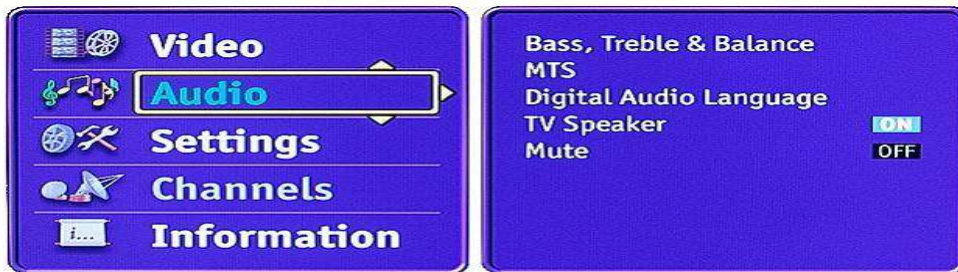 Video
Audio
Settings
Channels
i... Information
Bass, Treble & Balance
MTS
Digital Audio Language
TV Speaker ON
Mute OFF